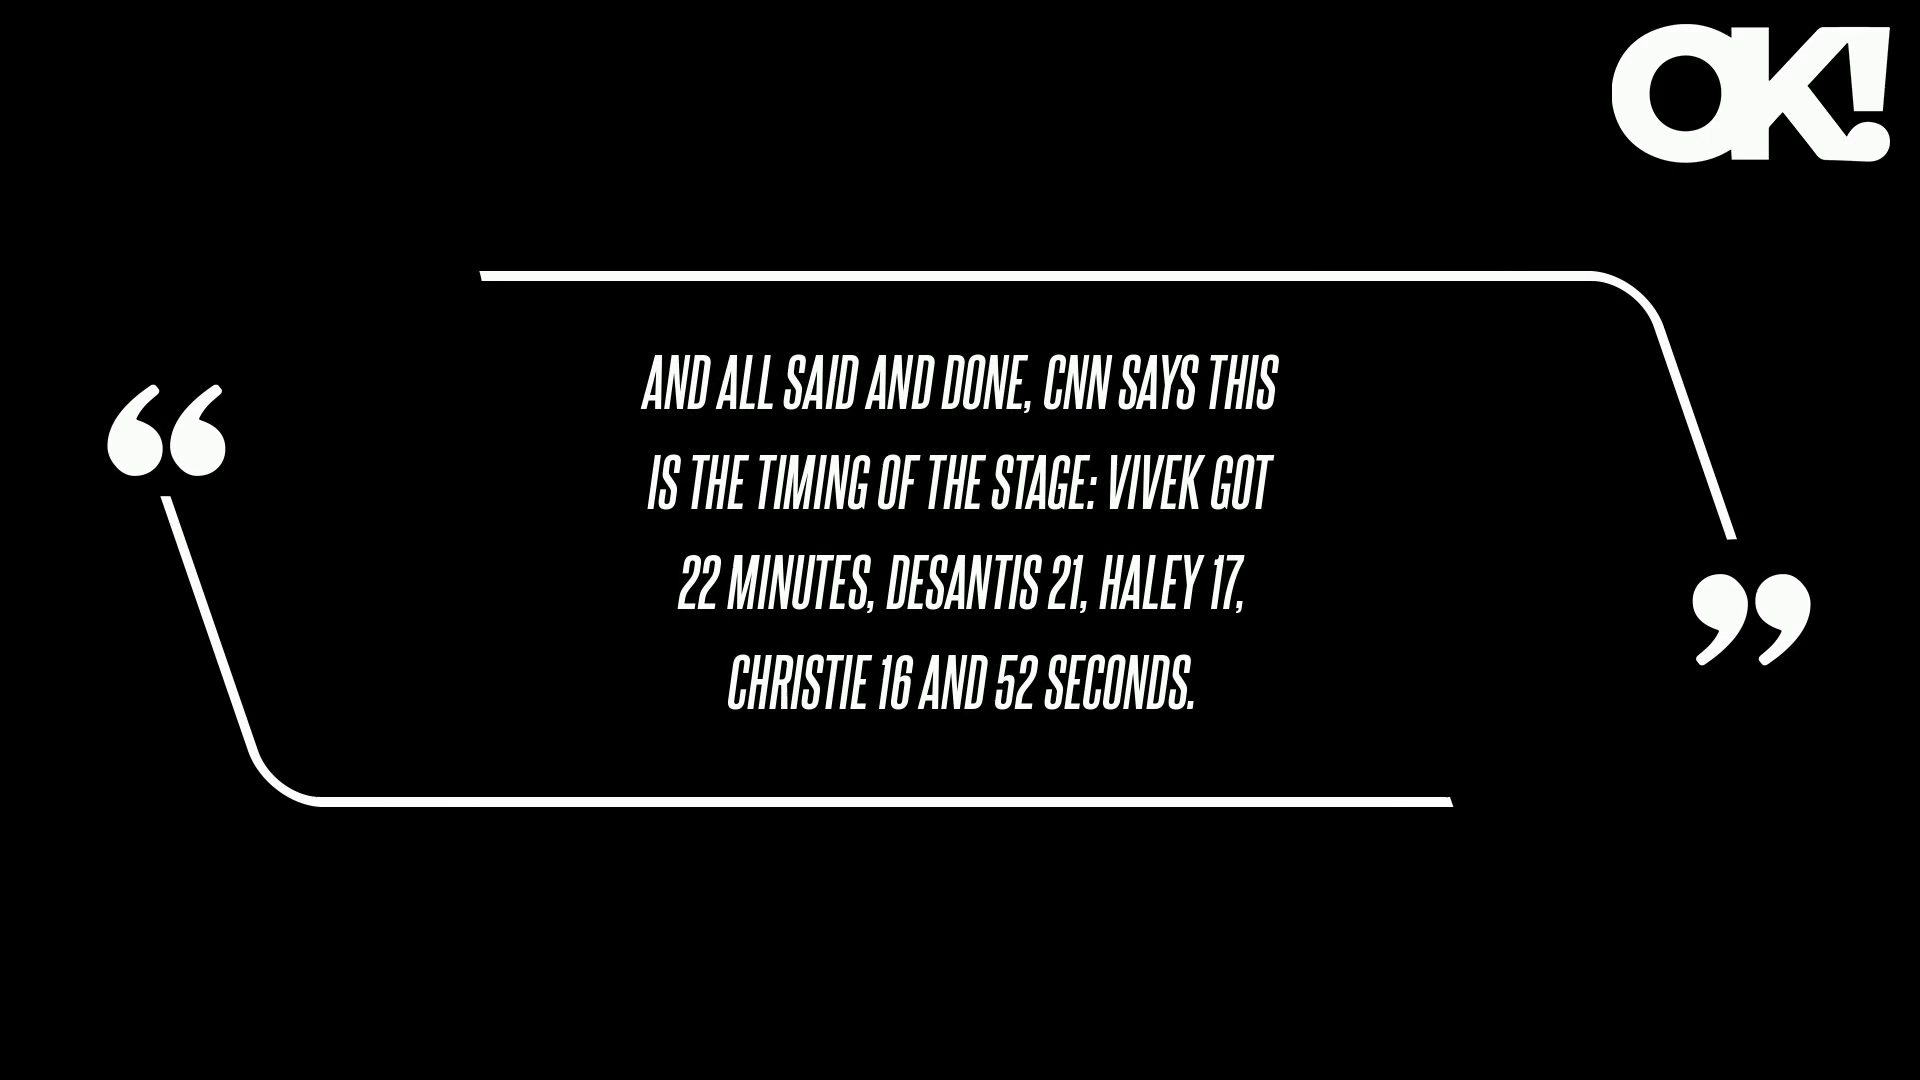 OK!
“
AND ALL SAID AND DONE, CNN SAYS THIS
IS THE TIMING OF THE STAGE: VIVEK GOT
22 MINUTES, DESANTIS 21, HALEY 17,
CHRISTIE 16 AND 52 SECONDS.
”